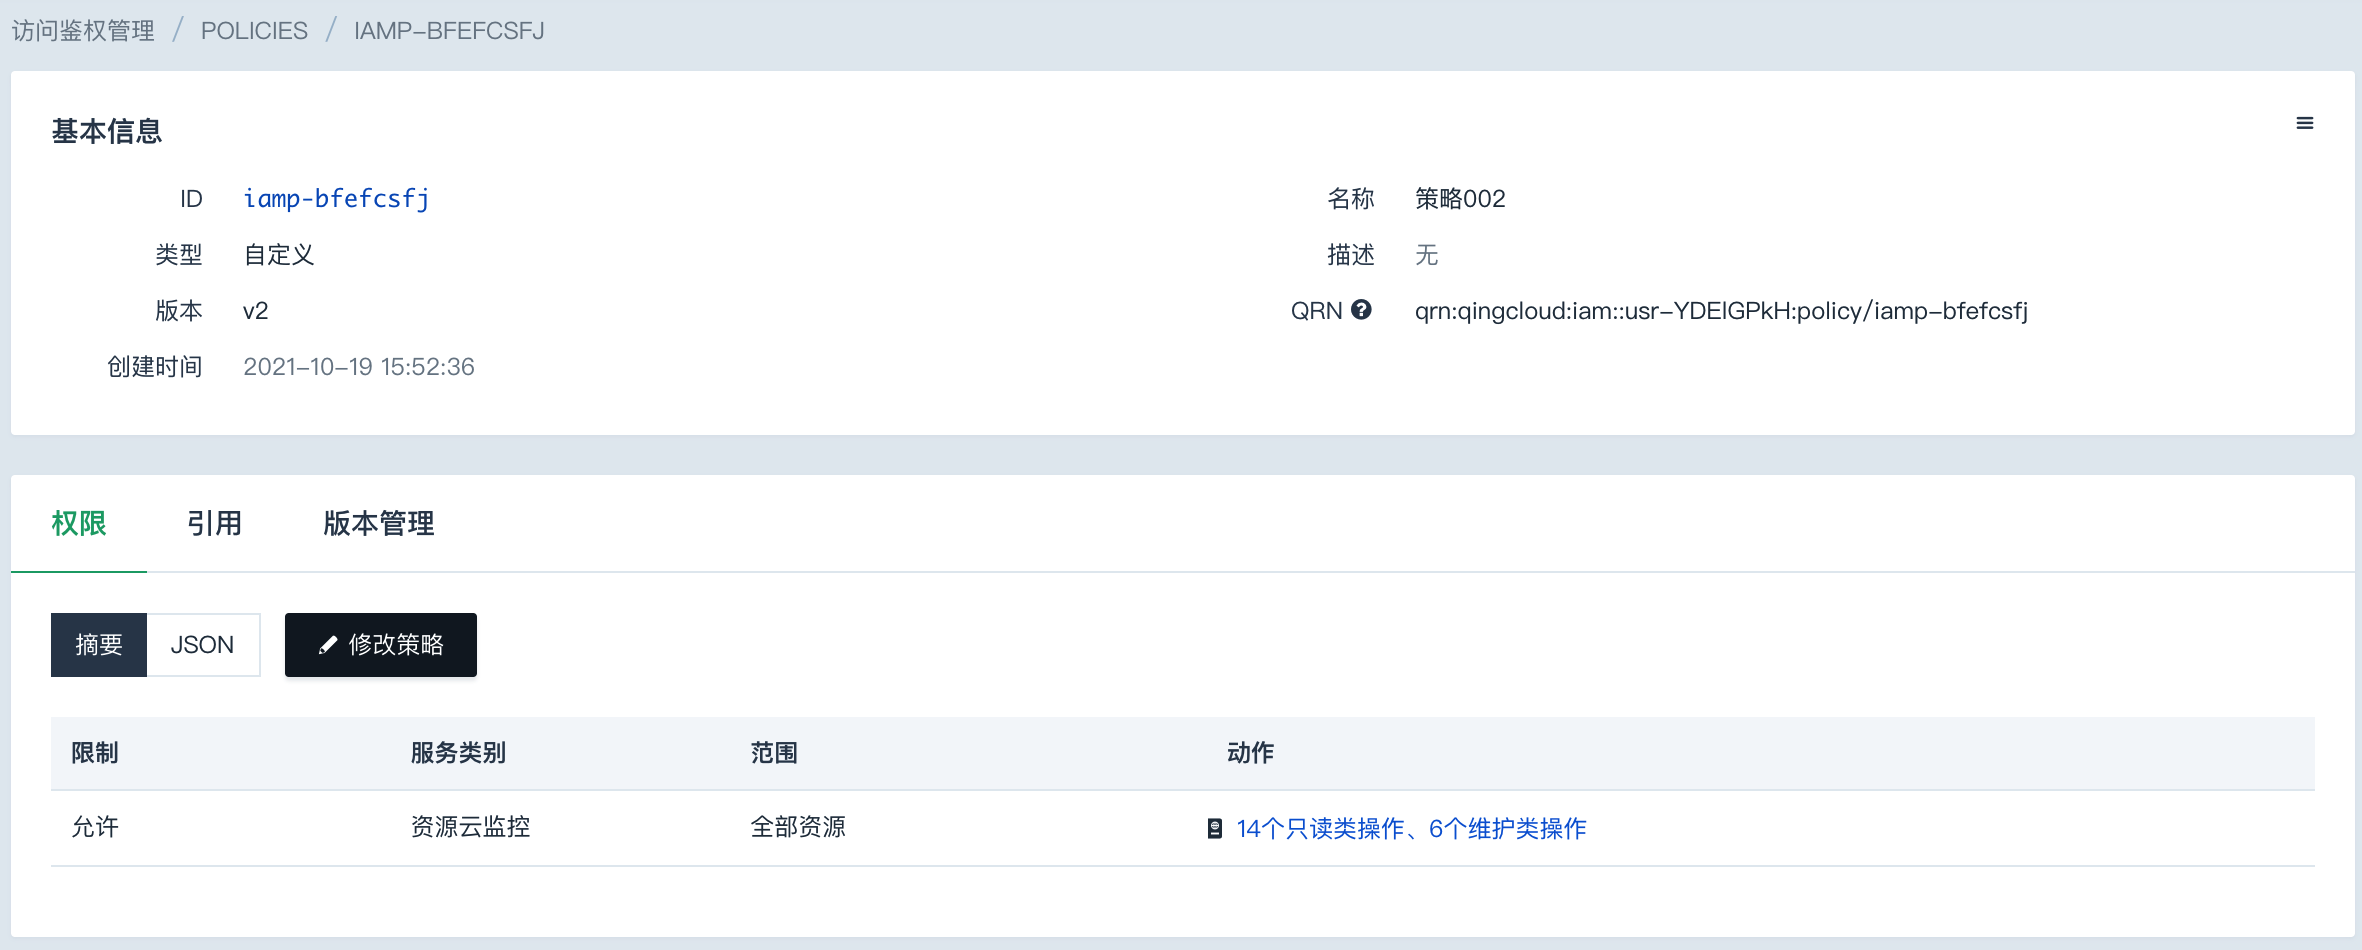 访问鉴权管理 / POLICIES / IAMP-BFEFCSFJ
基本信息
ID iamp-bfefcsfj
名称 策略002
类型 自定义
描述 无
版本 v2
QRN qrn:qingcloud:iam::usr-YDElGPkH:policy/iamp-bfefcsfj
创建时间 2021-10-19 15:52:36
权限 引用 版本管理
摘要 JSON 修改策略
限制 服务类别 范围 动作
允许 资源云监控 全部资源 14个只读类操作、6个维护类操作